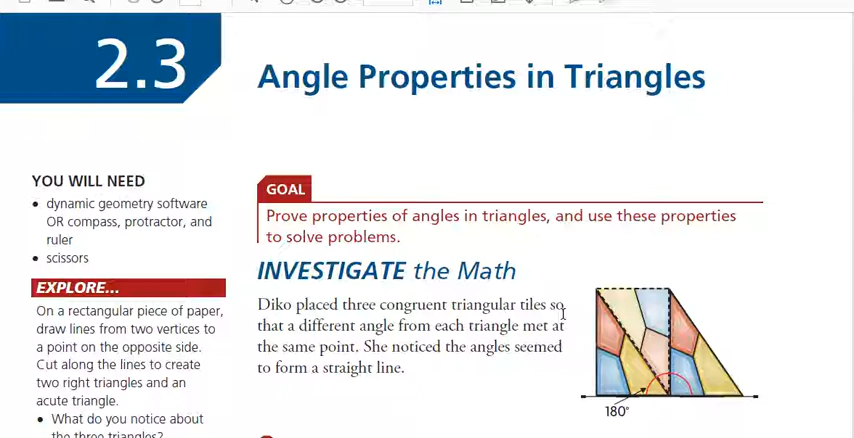 2.3
Angle Properties in Triangles
YOU WILL NEED
• dynamic geometry software
OR compass, protractor, and
ruler
• scissors
EXPLORE...
On a rectangular piece of paper,
draw lines from two vertices to
a point on the opposite side.
Cut along the lines to create
two right triangles and an
acute triangle.
• What do you notice about
the three triangles?
GOAL
Prove properties of angles in triangles, and use these properties
to solve problems.
INVESTIGATE the Math
Diko placed three congruent triangular tiles so
that a different angle from each triangle met at
the same point. She noticed the angles seemed
to form a straight line.
180°